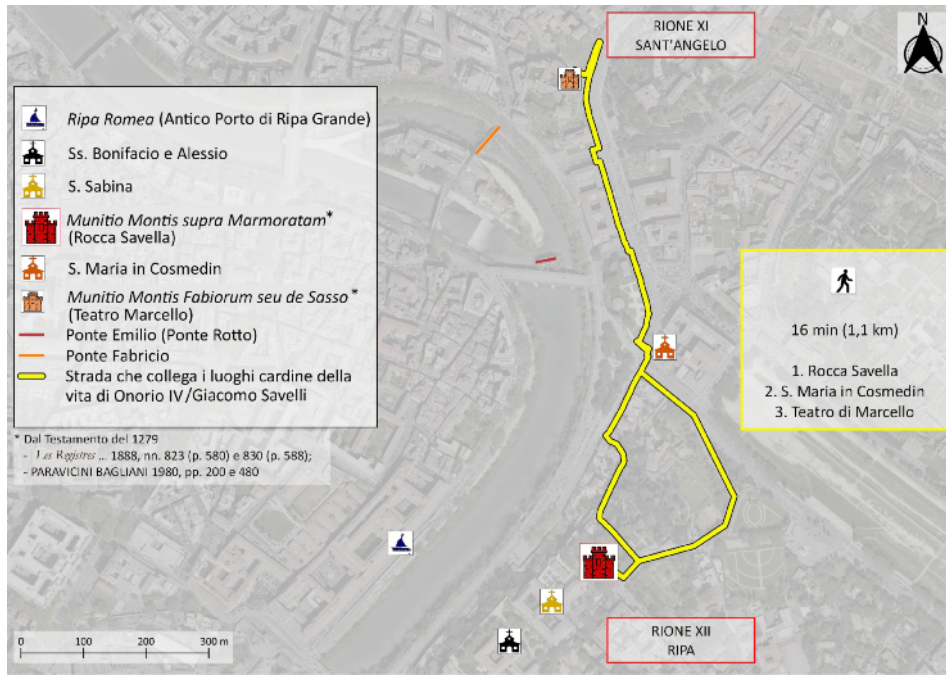 RIONE XI
SANT'ANGELO
N
Ripa Romea (Antico Porto di Ripa Grande)
Ss. Bonifacio e Alessio
S. Sabina
Munitio Montis supra Marmoratam*
(Rocca Savella)
S. Maria in Cosmedin
Munitio Montis Fabiorum seu de Sasso*
(Teatro Marcello)
Ponte Emilio (Ponte Rotto)
Ponte Fabricio
Strada che collega i luoghi cardine della
vita di Onorio IV/Giacomo Savelli
* Dal Testamento del 1279
- Les Registres ... 1888, nn. 823 (p. 580) e 830 (p. 588);
- PARAVICINI BAGLIANI 1980, pp. 200 e 480
16 min (1,1 km)
1. Rocca Savella
2. S. Maria in Cosmedin
3. Teatro di Marcello
0 100 200 300 m
RIONE XII
RIPA